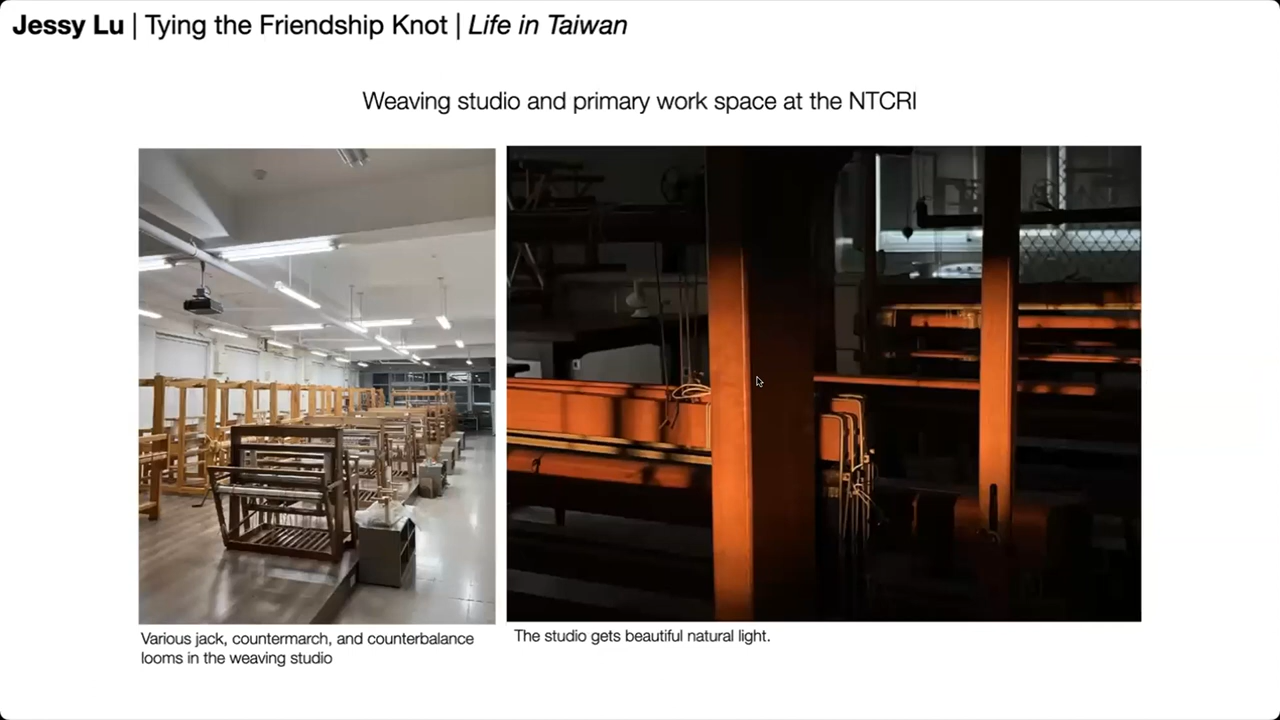 Jessy Lu | Tying the Friendship Knot | Life in Taiwan
Weaving studio and primary work space at the NTCRI
Various jack, countermarch, and counterbalance
looms in the weaving studio
The studio gets beautiful natural light.